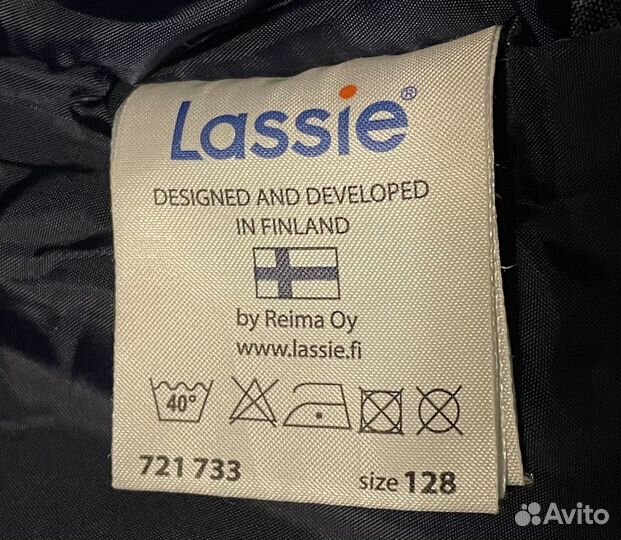 Lassie®
DESIGNED AND DEVELOPED
IN FINLAND
by Reima Oy
www.lassie.fi
40°
721 733 size 128
Avito